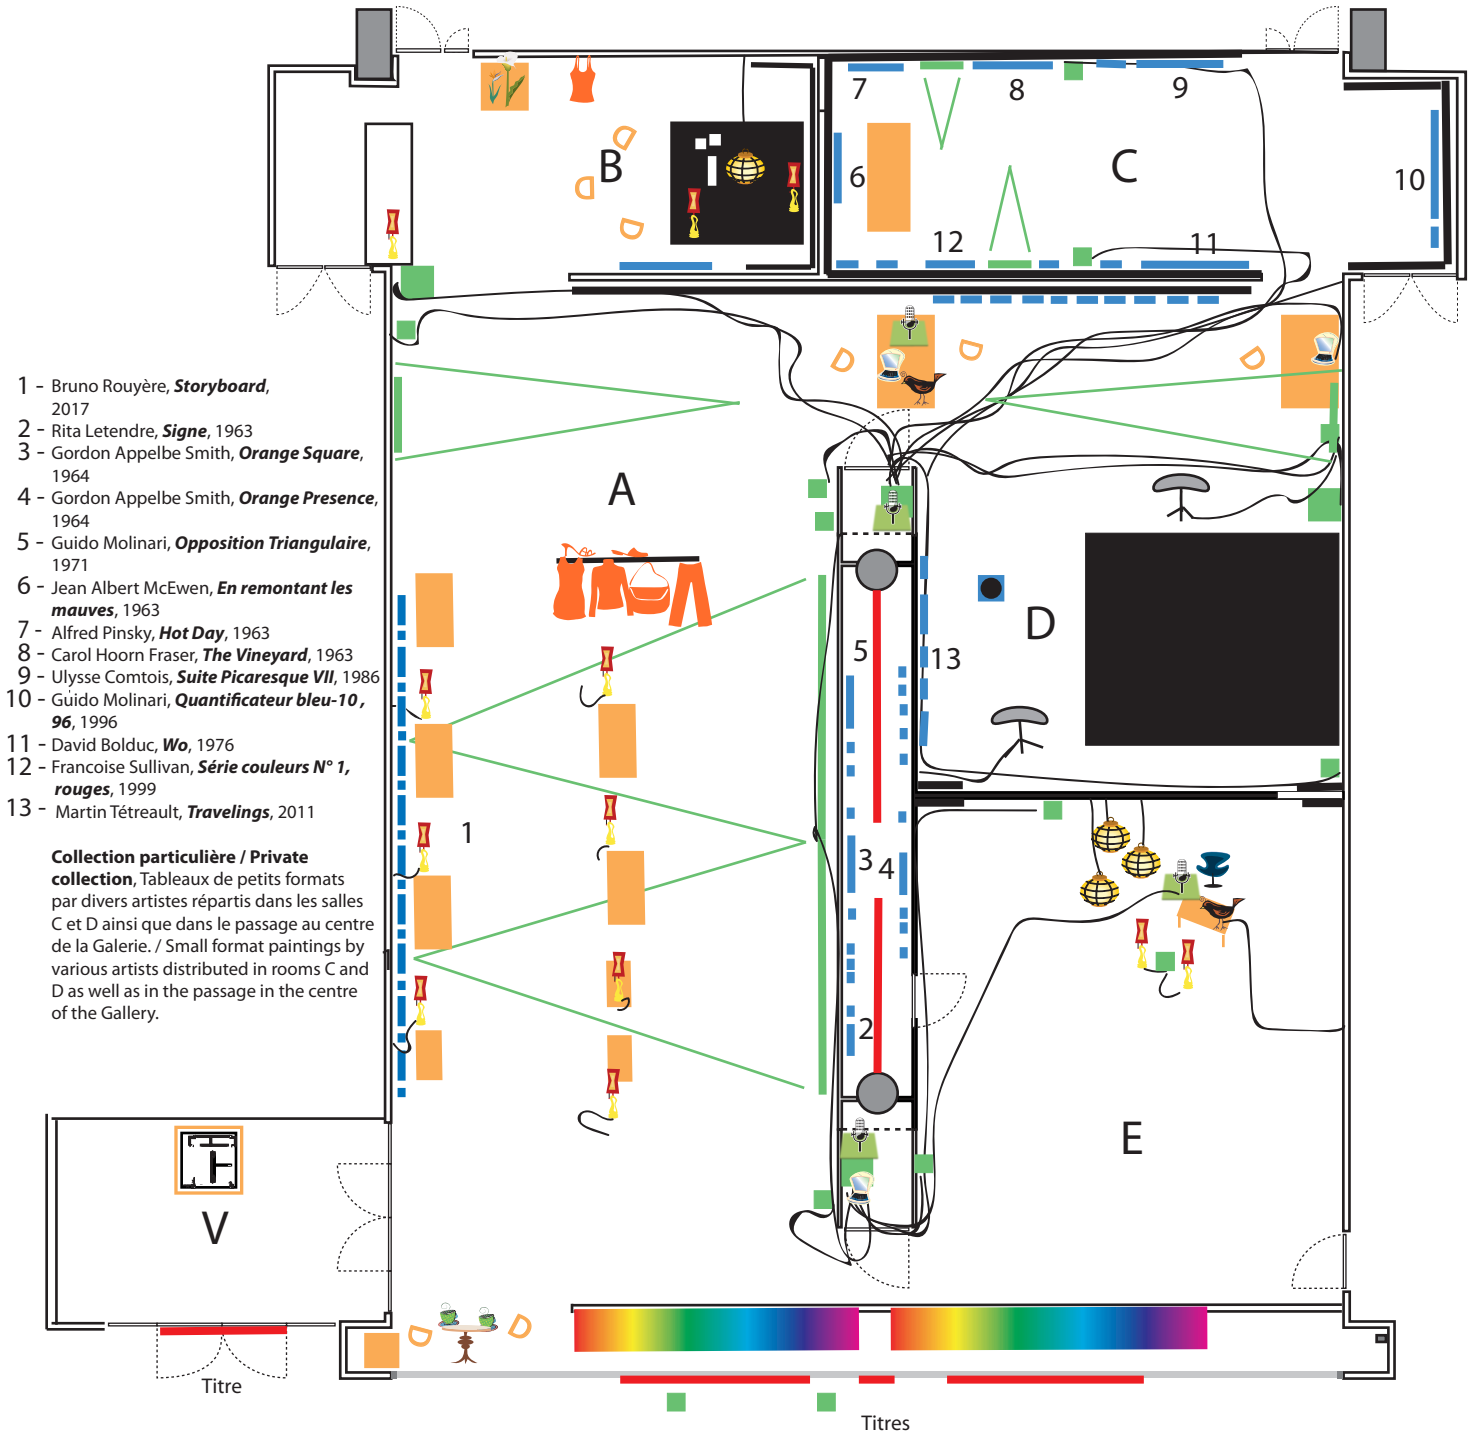 7
8
9
B
C
6
10
12
11
1 - Bruno Rouyère, Storyboard,
2017
2 - Rita Letendre, Signe, 1963
3 - Gordon Appelbe Smith, Orange Square,
1964
4 - Gordon Appelbe Smith, Orange Presence,
1964
5 - Guido Molinari, Opposition Triangulaire,
1971
6 - Jean Albert McEwen, En remontant les
mauves, 1963
7 - Alfred Pinsky, Hot Day, 1963
8 - Carol Hoorn Fraser, The Vineyard, 1963
9 - Ulysse Comtois, Suite Picaresque VII, 1986
10 - Guido Molinari, Quantificateur bleu-10 ,
96, 1996
11 - David Bolduc, Wo, 1976
12 - Francoise Sullivan, Série couleurs N° 1,
rouges, 1999
13 - Martin Tétreault, Travelings, 2011
Collection particulière / Private
collection, Tableaux de petits formats
par divers artistes répartis dans les salles
C et D ainsi que dans le passage au centre
de la Galerie. / Small format paintings by
various artists distributed in rooms C and
D as well as in the passage in the centre
of the Gallery.
A
D
5
13
1
3
4
2
E
V
Titre
Titres